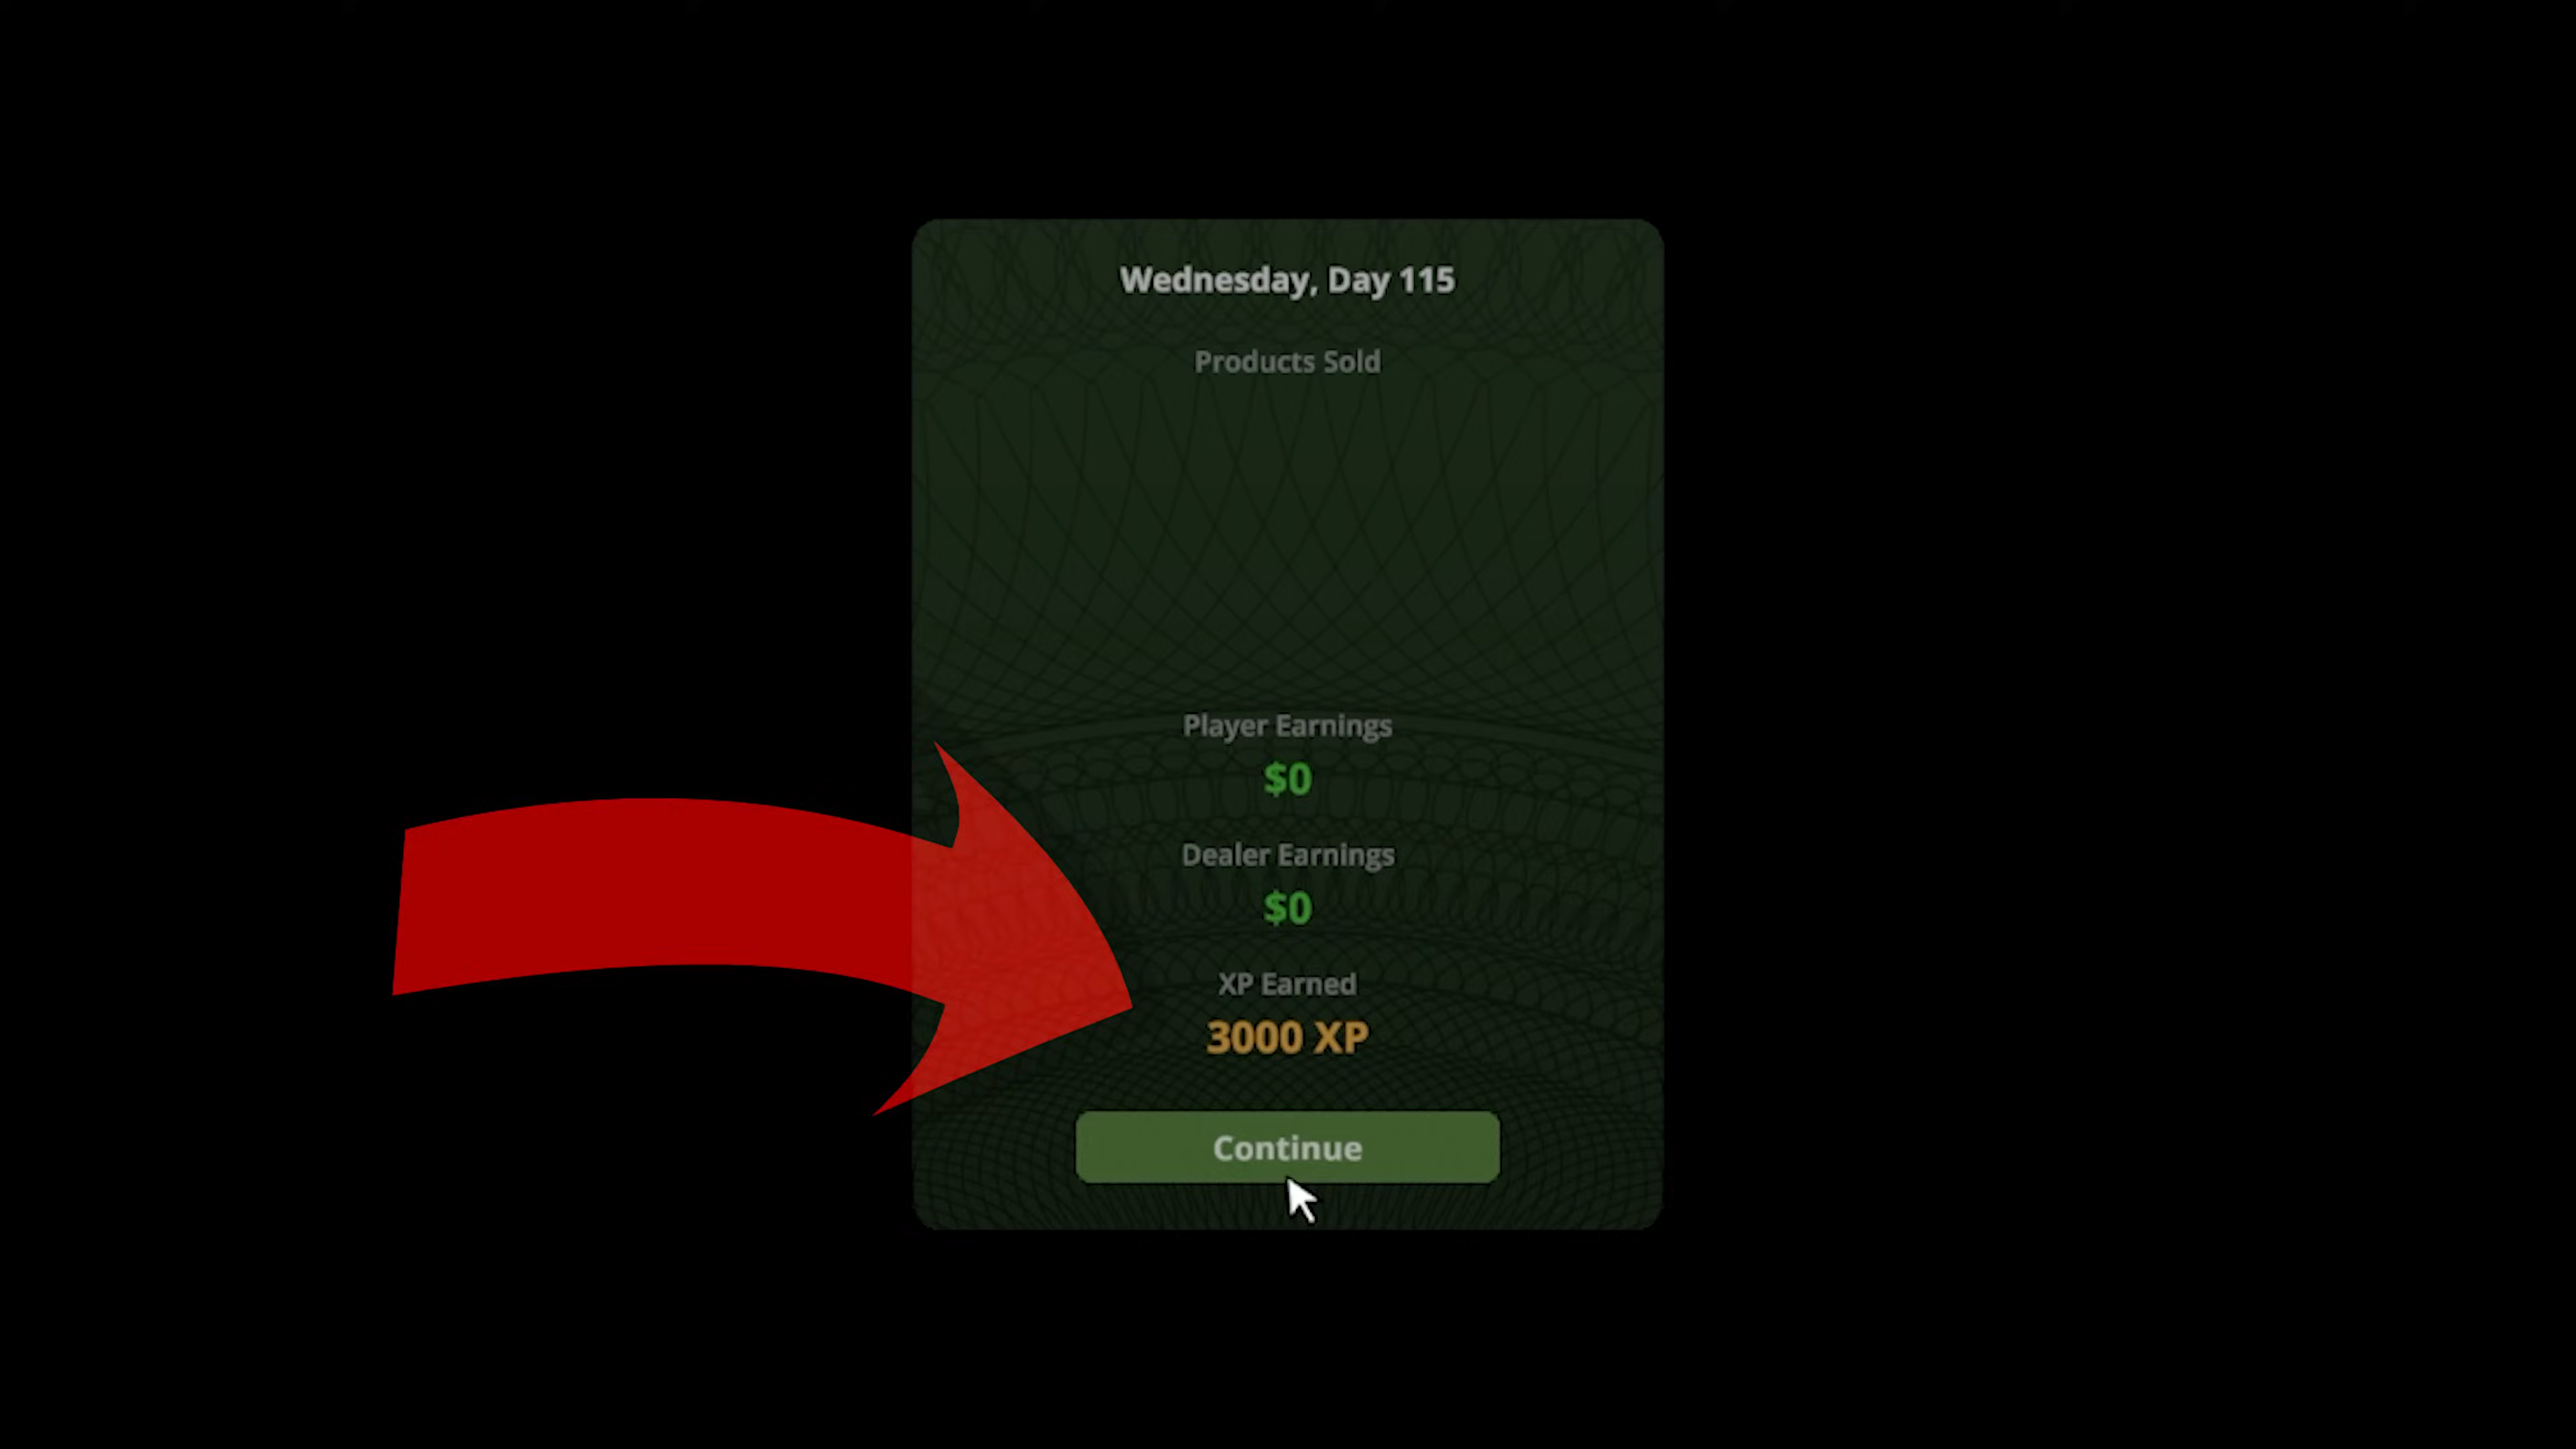 Wednesday, Day 115
Products Sold
Player Earnings
$0
Dealer Earnings
$0
XP Earned
3000 XP
Continue